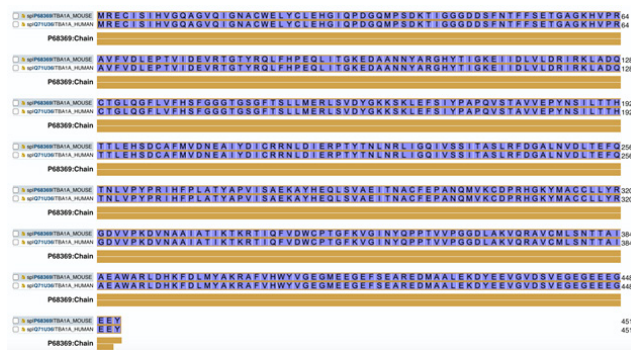 sp|P68369|TBA1A_MOUSE MRECISIHVGQAGVQIGNACWELYCLEHGIQPDGQMPSDKTIGGGDDSFNTFFSETGAGKHVPR 64
sp|Q71U36|TBA1A_HUMAN MRECISIHVGQAGVQIGNACWELYCLEHGIQPDGQMPSDKTIGGGDDSFNTFFSETGAGKHVPR 64
P68369:Chain
sp|P68369|TBA1A_MOUSE AVFVDLEPTVIDEVRTGTYRQLFHPEQLITGKEDAANNYARGHYTIGKEIIDLVLDRIRKLADQ 128
sp|Q71U36|TBA1A_HUMAN AVFVDLEPTVIDEVRTGTYRQLFHPEQLITGKEDAANNYARGHYTIGKEIIDLVLDRIRKLADQ 128
P68369:Chain
sp|P68369|TBA1A_MOUSE CTGLQGFLVFHSFGGGTGSGFTSLLMERLSVDYGKKSKLEFSIYPAPQVSTAVVEPYNSILTTH 192
sp|Q71U36|TBA1A_HUMAN CTGLQGFLVFHSFGGGTGSGFTSLLMERLSVDYGKKSKLEFSIYPAPQVSTAVVEPYNSILTTH 192
P68369:Chain
sp|P68369|TBA1A_MOUSE TTLEHSDCAFMVDNEAIYDICRRNLDIERPTYTNLNRLIGQIVSSITASLRFDGALNVDLTEFQ 256
sp|Q71U36|TBA1A_HUMAN TTLEHSDCAFMVDNEAIYDICRRNLDIERPTYTNLNRLIGQIVSSITASLRFDGALNVDLTEFQ 256
P68369:Chain
sp|P68369|TBA1A_MOUSE TNLVPYPRIHFPLATYAPVISAEKAYHEQLSVAEITNACFEPANQMVKCDPRHGKYMACCLLYR 320
sp|Q71U36|TBA1A_HUMAN TNLVPYPRIHFPLATYAPVISAEKAYHEQLSVAEITNACFEPANQMVKCDPRHGKYMACCLLYR 320
P68369:Chain
sp|P68369|TBA1A_MOUSE GDVVPKDVNAAIATIKTKRTIQFVDWCPTGFKVGINYQPPTVVPGGDLAKVQRAVCMLSNTTAI 384
sp|Q71U36|TBA1A_HUMAN GDVVPKDVNAAIATIKTKRTIQFVDWCPTGFKVGINYQPPTVVPGGDLAKVQRAVCMLSNTTAI 384
P68369:Chain
sp|P68369|TBA1A_MOUSE AEAWARLDHKFDLMYAKRAFVHWYVGEGMEEGEFSEAREDMAALEKDYEEVGVDSVEGEGEEEG 448
sp|Q71U36|TBA1A_HUMAN AEAWARLDHKFDLMYAKRAFVHWYVGEGMEEGEFSEAREDMAALEKDYEEVGVDSVEGEGEEEG 448
P68369:Chain
sp|P68369|TBA1A_MOUSE EEY 451
sp|Q71U36|TBA1A_HUMAN EEY 451
P68369:Chain